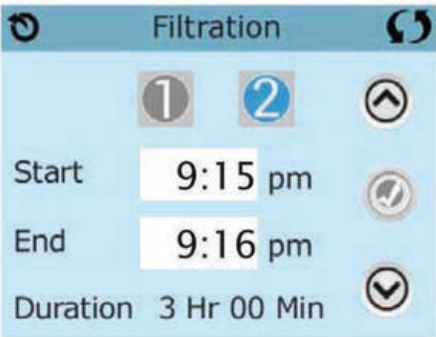 Filtration
1 2
Start 9:15 pm
End 9:16 pm
Duration 3 Hr 00 Min